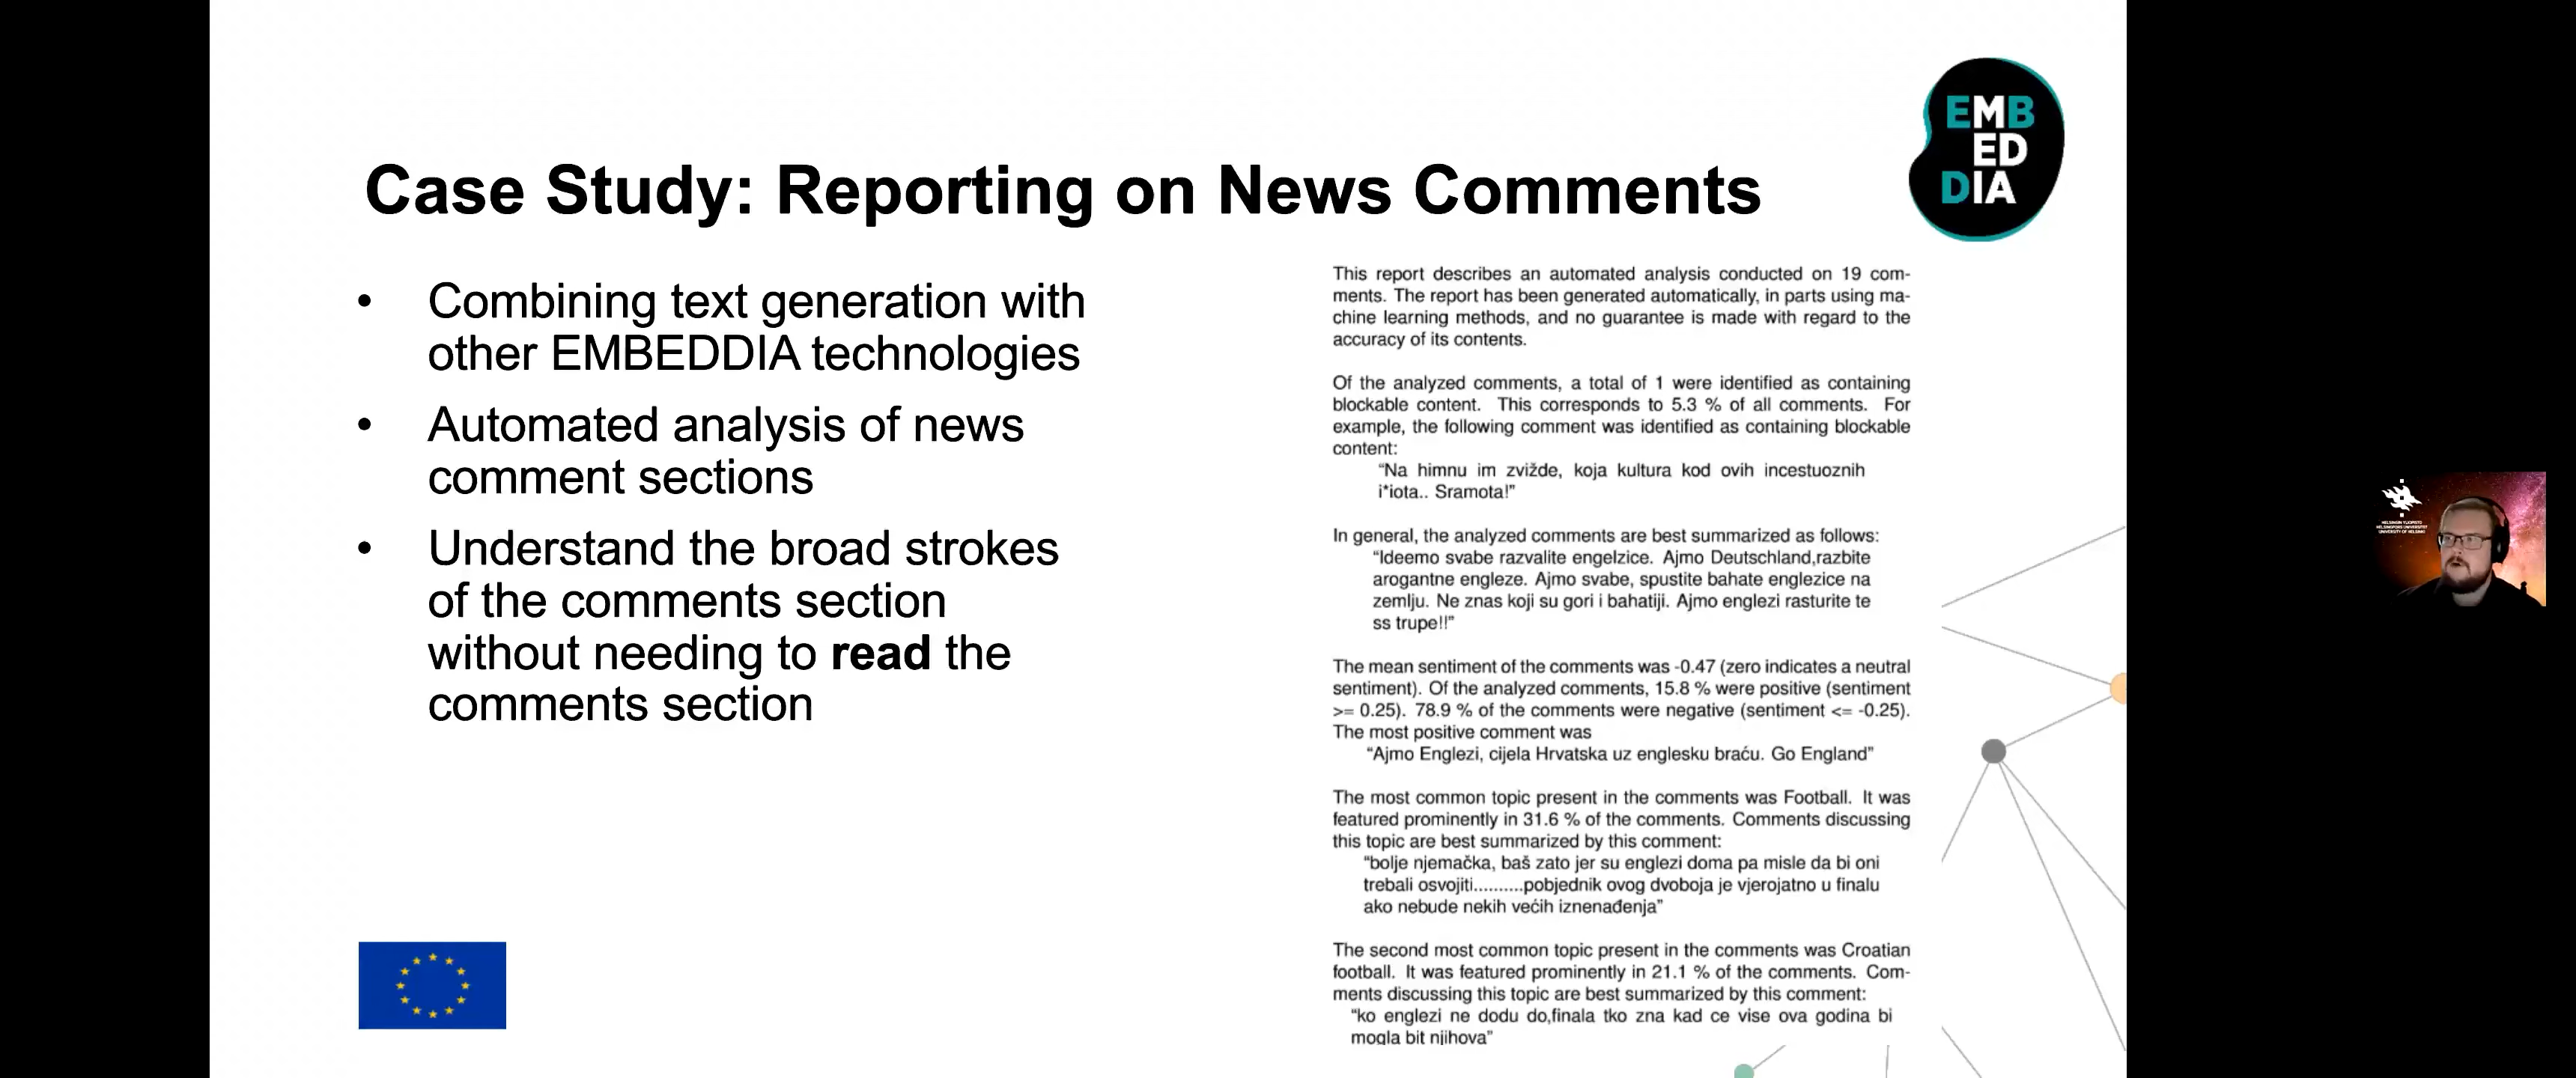 EMB
ED
DIA
Case Study: Reporting on News Comments
• Combining text generation with
other EMBEDDIA technologies
• Automated analysis of news
comment sections
• Understand the broad strokes
of the comments section
without needing to read the
comments section
This report describes an automated analysis conducted on 19 com-
ments. The report has been generated automatically, in parts using ma-
chine learning methods, and no guarantee is made with regard to the
accuracy of its contents.
Of the analyzed comments, a total of 1 were identified as containing
blockable content. This corresponds to 5.3 % of all comments. For
example, the following comment was identified as containing blockable
content:
“Na himnu im zvižde, koja kultura kod ovih incestuoznih
i*iota.. Sramota!”
In general, the analyzed comments are best summarized as follows:
“Ideemo svabe razvalite engelzice. Ajmo Deutschland,razbite
arogantne engleze. Ajmo svabe, spustite bahate englezice na
zemlju. Ne znas koji su gori i bahatiji. Ajmo englezi rasturite te
ss trupe!!”
The mean sentiment of the comments was -0.47 (zero indicates a neutral
sentiment). Of the analyzed comments, 15.8 % were positive (sentiment
>= 0.25). 78.9 % of the comments were negative (sentiment <= -0.25).
The most positive comment was
“Ajmo Englezi, cijela Hrvatska uz englesku braću. Go England”
The most common topic present in the comments was Football. It was
featured prominently in 31.6 % of the comments. Comments discussing
this topic are best summarized by this comment:
“bolje njemačka, baš zato jer su englezi doma pa misle da bi oni
trebali osvojiti..........pobjednik ovog dvoboja je vjerojatno u finalu
ako nebude nekih većih iznenađenja”
The second most common topic present in the comments was Croatian
football. It was featured prominently in 21.1 % of the comments. Com-
ments discussing this topic are best summarized by this comment:
“ko englezi ne dodu do,finala tko zna kad ce vise ova godina bi
mogla bit njihova”
HELSINGIN YLIOPISTO
HELSINGFORS UNIVERSITET
UNIVERSITY OF HELSINKI